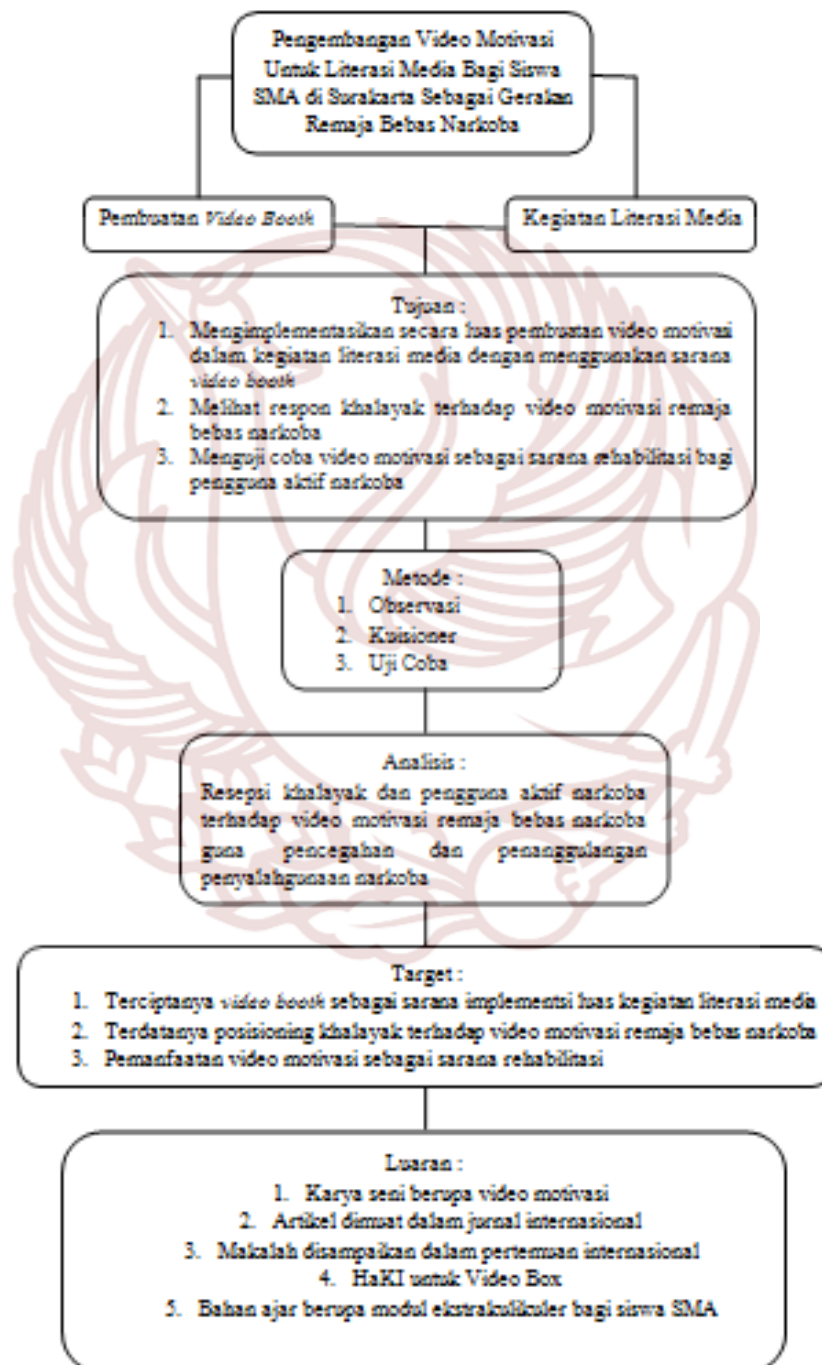 Pengembangan Video Motivasi
Untuk Literasi Media Bagi Siswa
SMA di Surakarta Sebagai Gerakan
Remaja Bebas Narkoba
Pembuatan Video Booth
Kegiatan Literasi Media
Tujuan :
1. Mengimplementasikan secara luas pembuatan video motivasi
dalam kegiatan literasi media dengan menggunakan sarana
video booth
2. Melihat respon khalayak terhadap video motivasi remaja
bebas narkoba
3. Menguji coba video motivasi sebagai sarana rehabilitasi bagi
pengguna aktif narkoba
Metode :
1. Observasi
2. Kuisioner
3. Uji Coba
Analisis :
Resepsi khalayak dan pengguna aktif narkoba
terhadap video motivasi remaja bebas narkoba
guna pencegahan dan penanggulangan
penyalahgunaan narkoba
Target :
1. Terciptanya video booth sebagai sarana implementsi luas kegiatan literasi media
2. Terdatanya posisioning khalayak terhadap video motivasi remaja bebas narkoba
3. Pemanfaatan video motivasi sebagai sarana rehabilitasi
Luaran :
1. Karya seni berupa video motivasi
2. Artikel dimuat dalam jurnal internasional
3. Makalah disampaikan dalam pertemuan internasional
4. HaKI untuk Video Box
5. Bahan ajar berupa modul ekstrakulikuler bagi siswa SMA